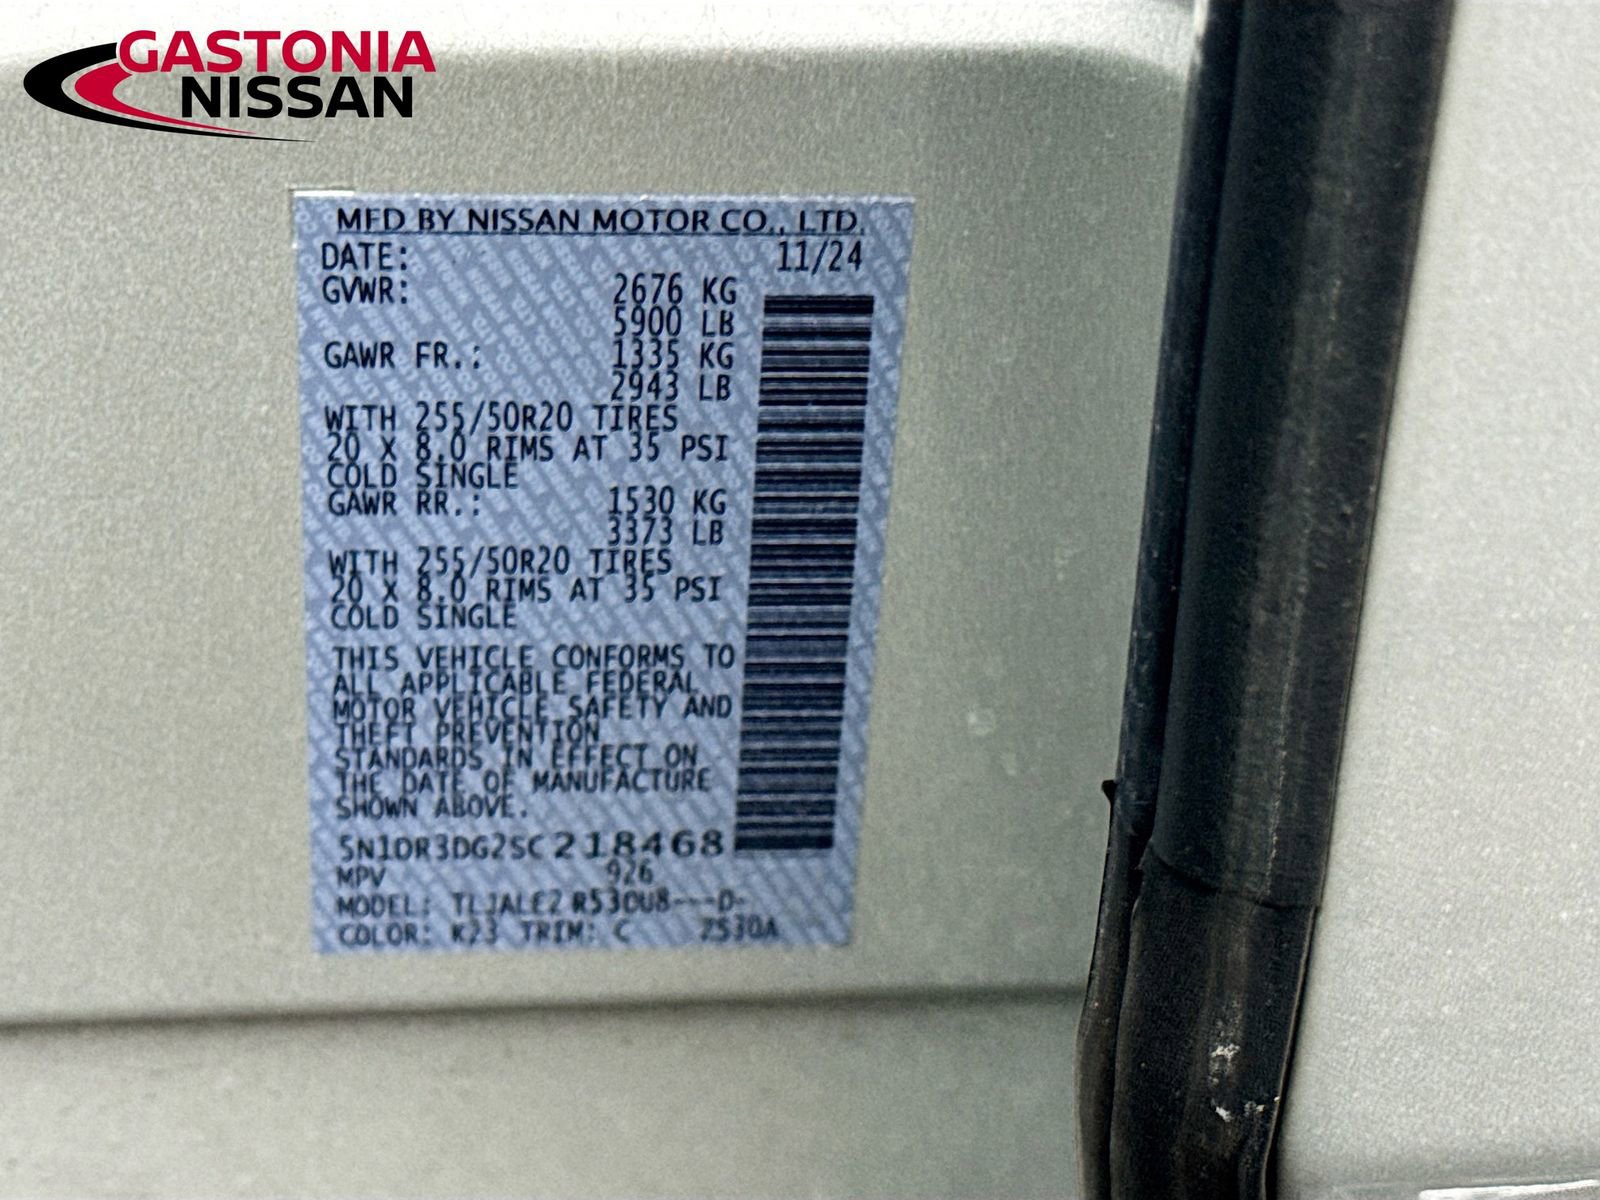 GASTONIA
NISSAN
MFD BY NISSAN MOTOR CO., LTD.
DATE: 11/24
GVWR: 2676 KG
5900 LB
GAWR FR.: 1335 KG
2943 LB
WITH 255/50R20 TIRES
20 X 8.0 RIMS AT 35 PSI
COLD SINGLE
GAWR RR.: 1530 KG
3373 LB
WITH 255/50R20 TIRES
20 X 8.0 RIMS AT 35 PSI
COLD SINGLE
THIS VEHICLE CONFORMS TO
ALL APPLICABLE FEDERAL
MOTOR VEHICLE SAFETY AND
THEFT PREVENTION
STANDARDS IN EFFECT ON
THE DATE OF MANUFACTURE
SHOWN ABOVE.
5N1DR3DG2SC218468
MPV 926
MODEL: TLJALE2 R53DU8---D-
COLOR: K23 TRIM: C